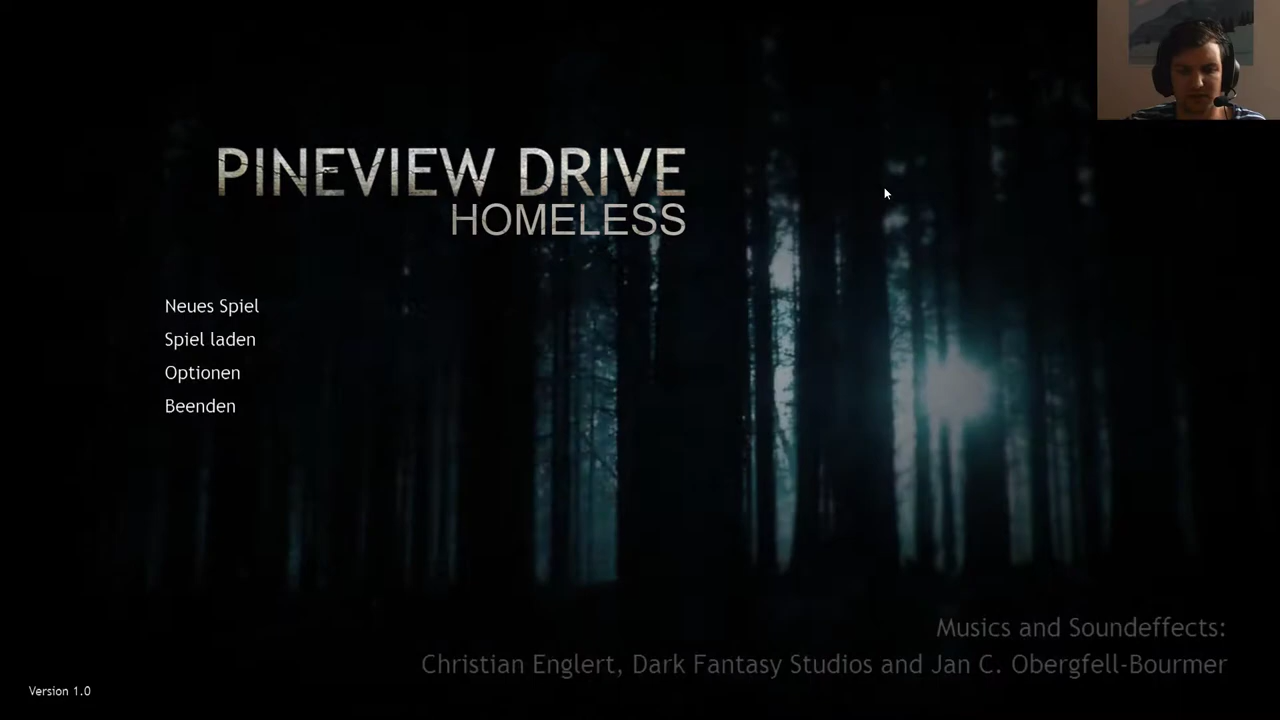 PINEVIEW DRIVE
HOMELESS
Neues Spiel
Spiel laden
Optionen
Beenden
Musics and Soundeffects:
Christian Englert, Dark Fantasy Studios and Jan C. Obergfell-Bourmer
Version 1.0